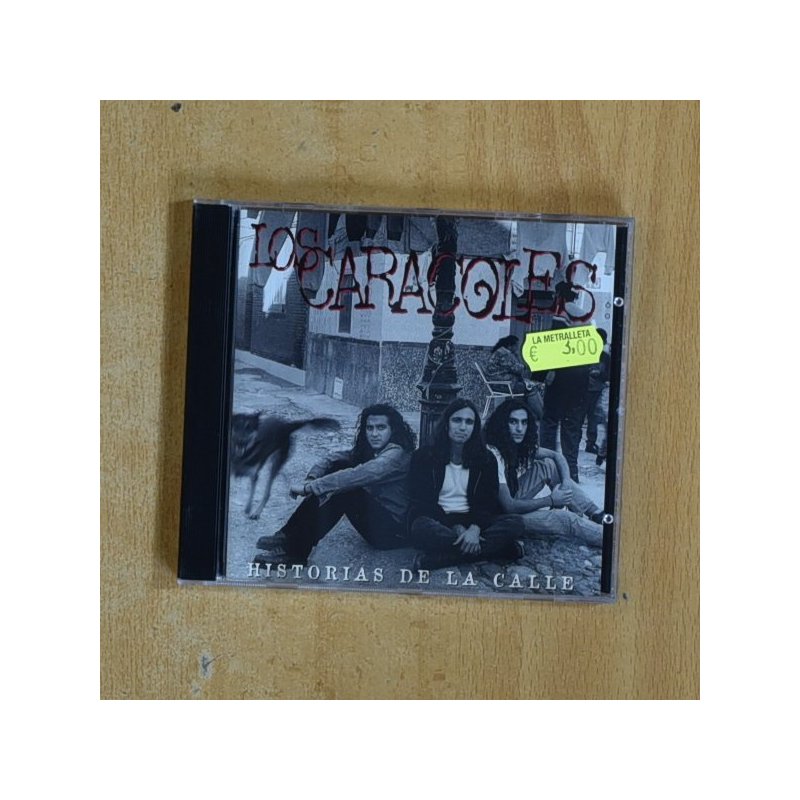 LOS CARACOLES
LA METRALLETA
€ 3,00
HISTORIAS DE LA CALLE